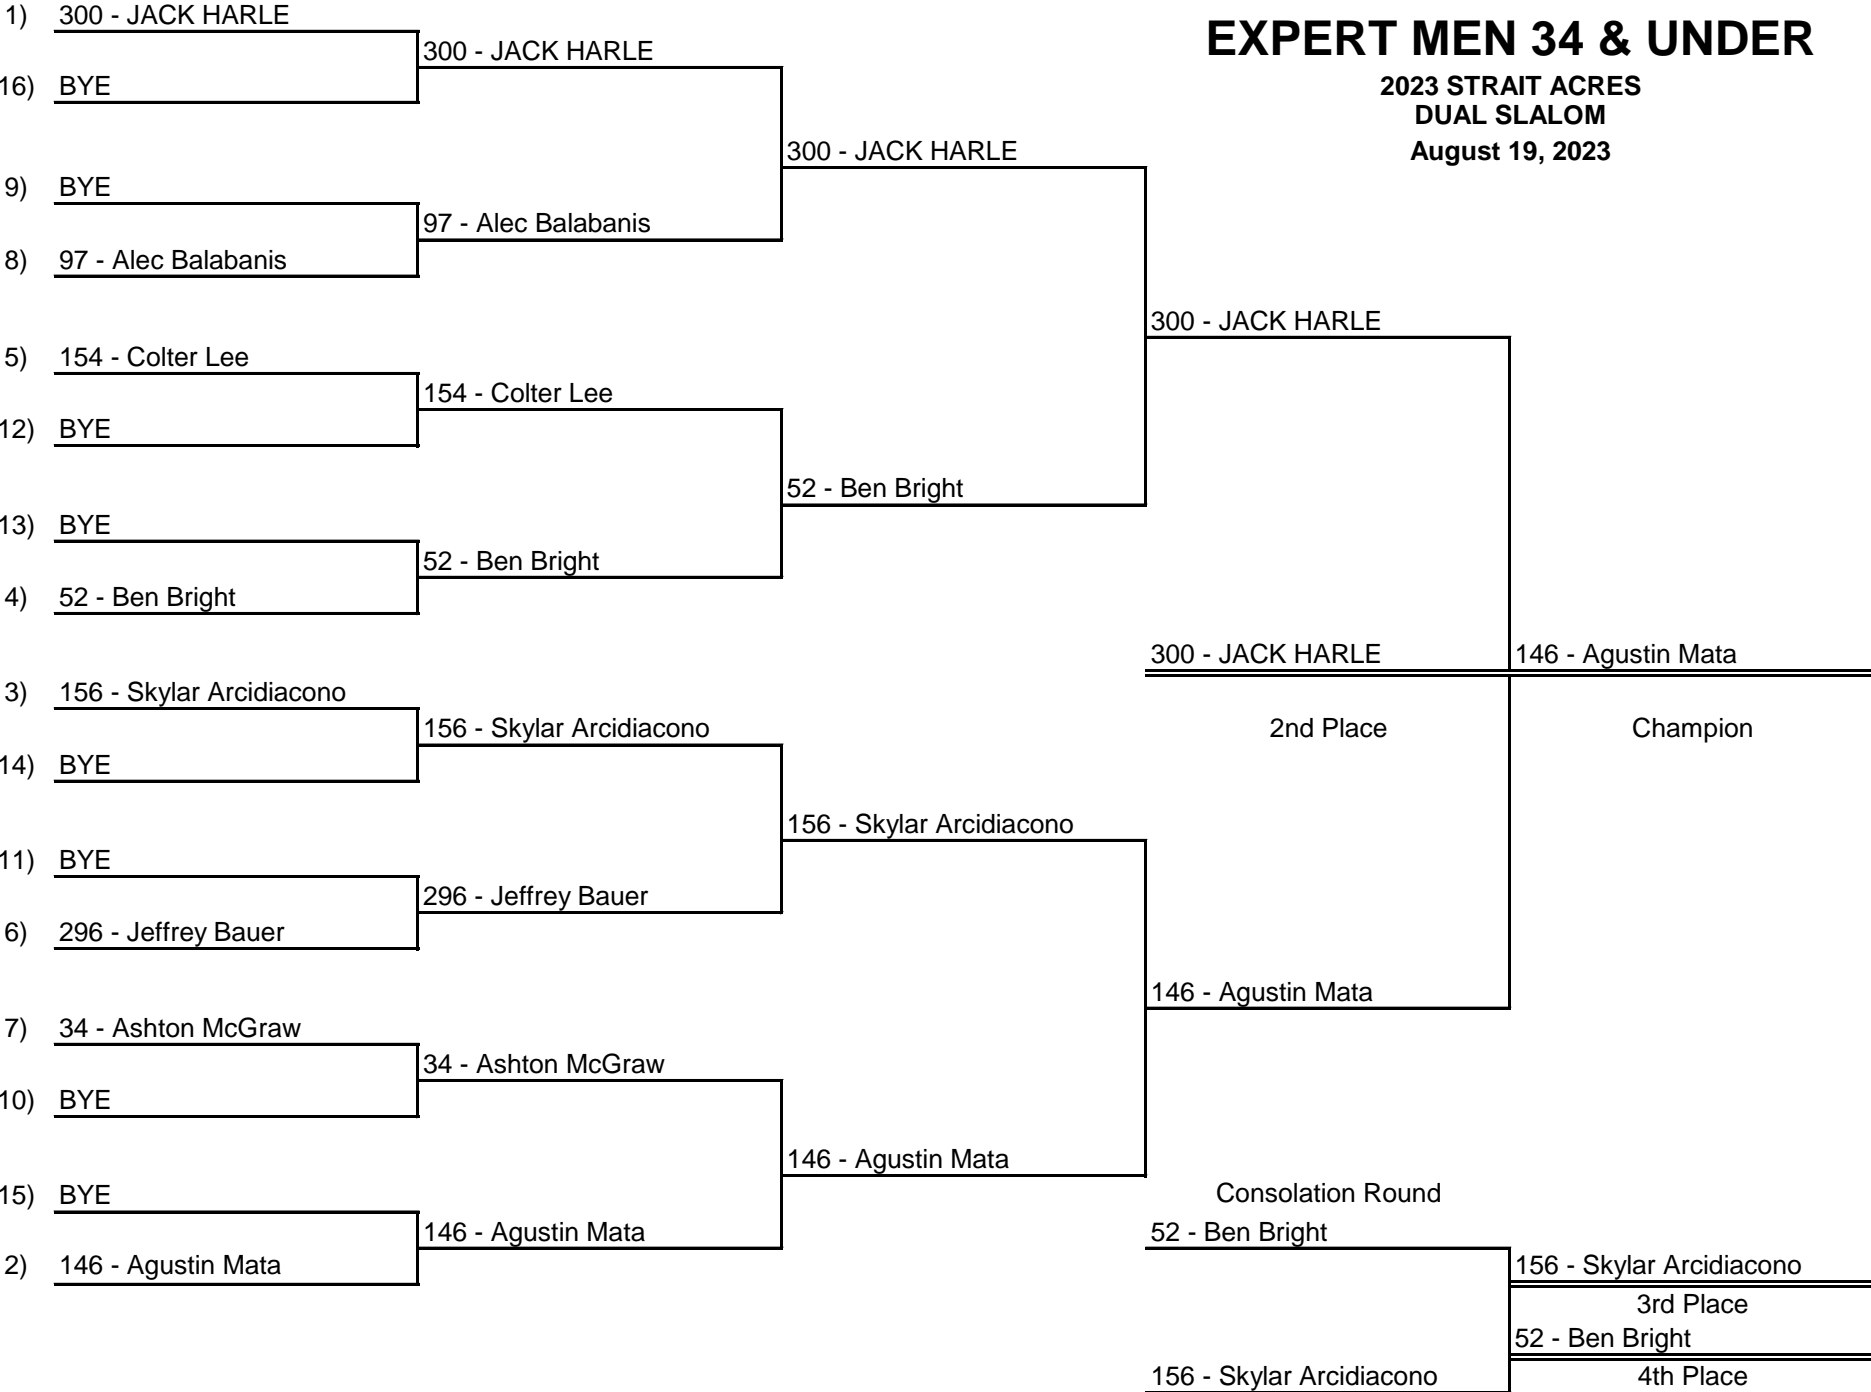 EXPERT MEN 34 & UNDER
2023 STRAIT ACRES
DUAL SLALOM
August 19, 2023
1) 300 - JACK HARLE
300 - JACK HARLE
16) BYE
300 - JACK HARLE
9) BYE
97 - Alec Balabanis
8) 97 - Alec Balabanis
300 - JACK HARLE
5) 154 - Colter Lee
154 - Colter Lee
12) BYE
52 - Ben Bright
13) BYE
52 - Ben Bright
4) 52 - Ben Bright
300 - JACK HARLE
146 - Agustin Mata
2nd Place
Champion
3) 156 - Skylar Arcidiacono
156 - Skylar Arcidiacono
14) BYE
156 - Skylar Arcidiacono
11) BYE
296 - Jeffrey Bauer
6) 296 - Jeffrey Bauer
146 - Agustin Mata
7) 34 - Ashton McGraw
34 - Ashton McGraw
10) BYE
146 - Agustin Mata
15) BYE
146 - Agustin Mata
2) 146 - Agustin Mata
Consolation Round
52 - Ben Bright
156 - Skylar Arcidiacono
3rd Place
52 - Ben Bright
4th Place
156 - Skylar Arcidiacono